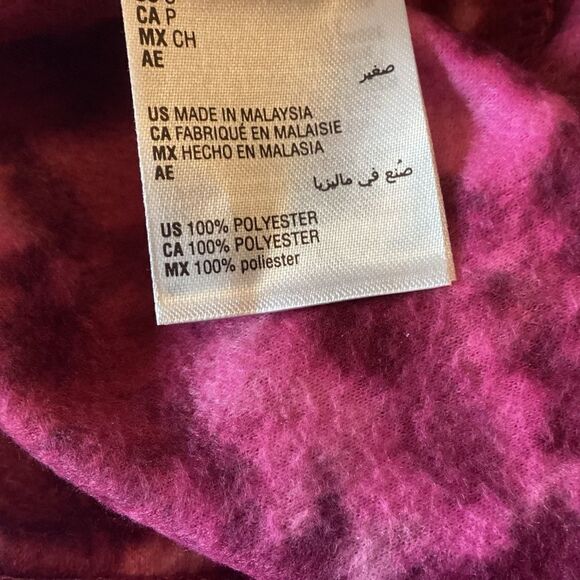 CA P
MX CH
AE
صغير
US MADE IN MALAYSIA
CA FABRIQUÉ EN MALAISIE
MX HECHO EN MALASIA
AE
صُنع في ماليزيا
US 100% POLYESTER
CA 100% POLYESTER
MX 100% poliester